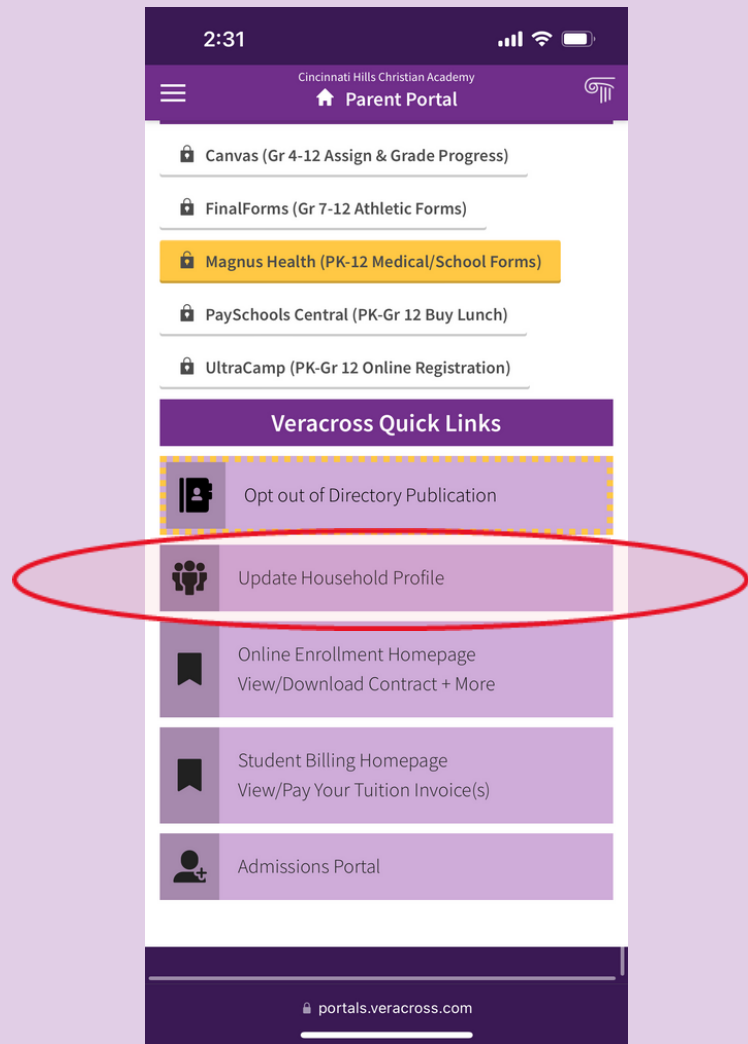 2:31
Cincinnati Hills Christian Academy
Parent Portal
Canvas (Gr 4-12 Assign & Grade Progress)
FinalForms (Gr 7-12 Athletic Forms)
Magnus Health (PK-12 Medical/School Forms)
PaySchools Central (PK-Gr 12 Buy Lunch)
UltraCamp (PK-Gr 12 Online Registration)
Veracross Quick Links
Opt out of Directory Publication
Update Household Profile
Online Enrollment Homepage
View/Download Contract + More
Student Billing Homepage
View/Pay Your Tuition Invoice(s)
Admissions Portal
portals.veracross.com